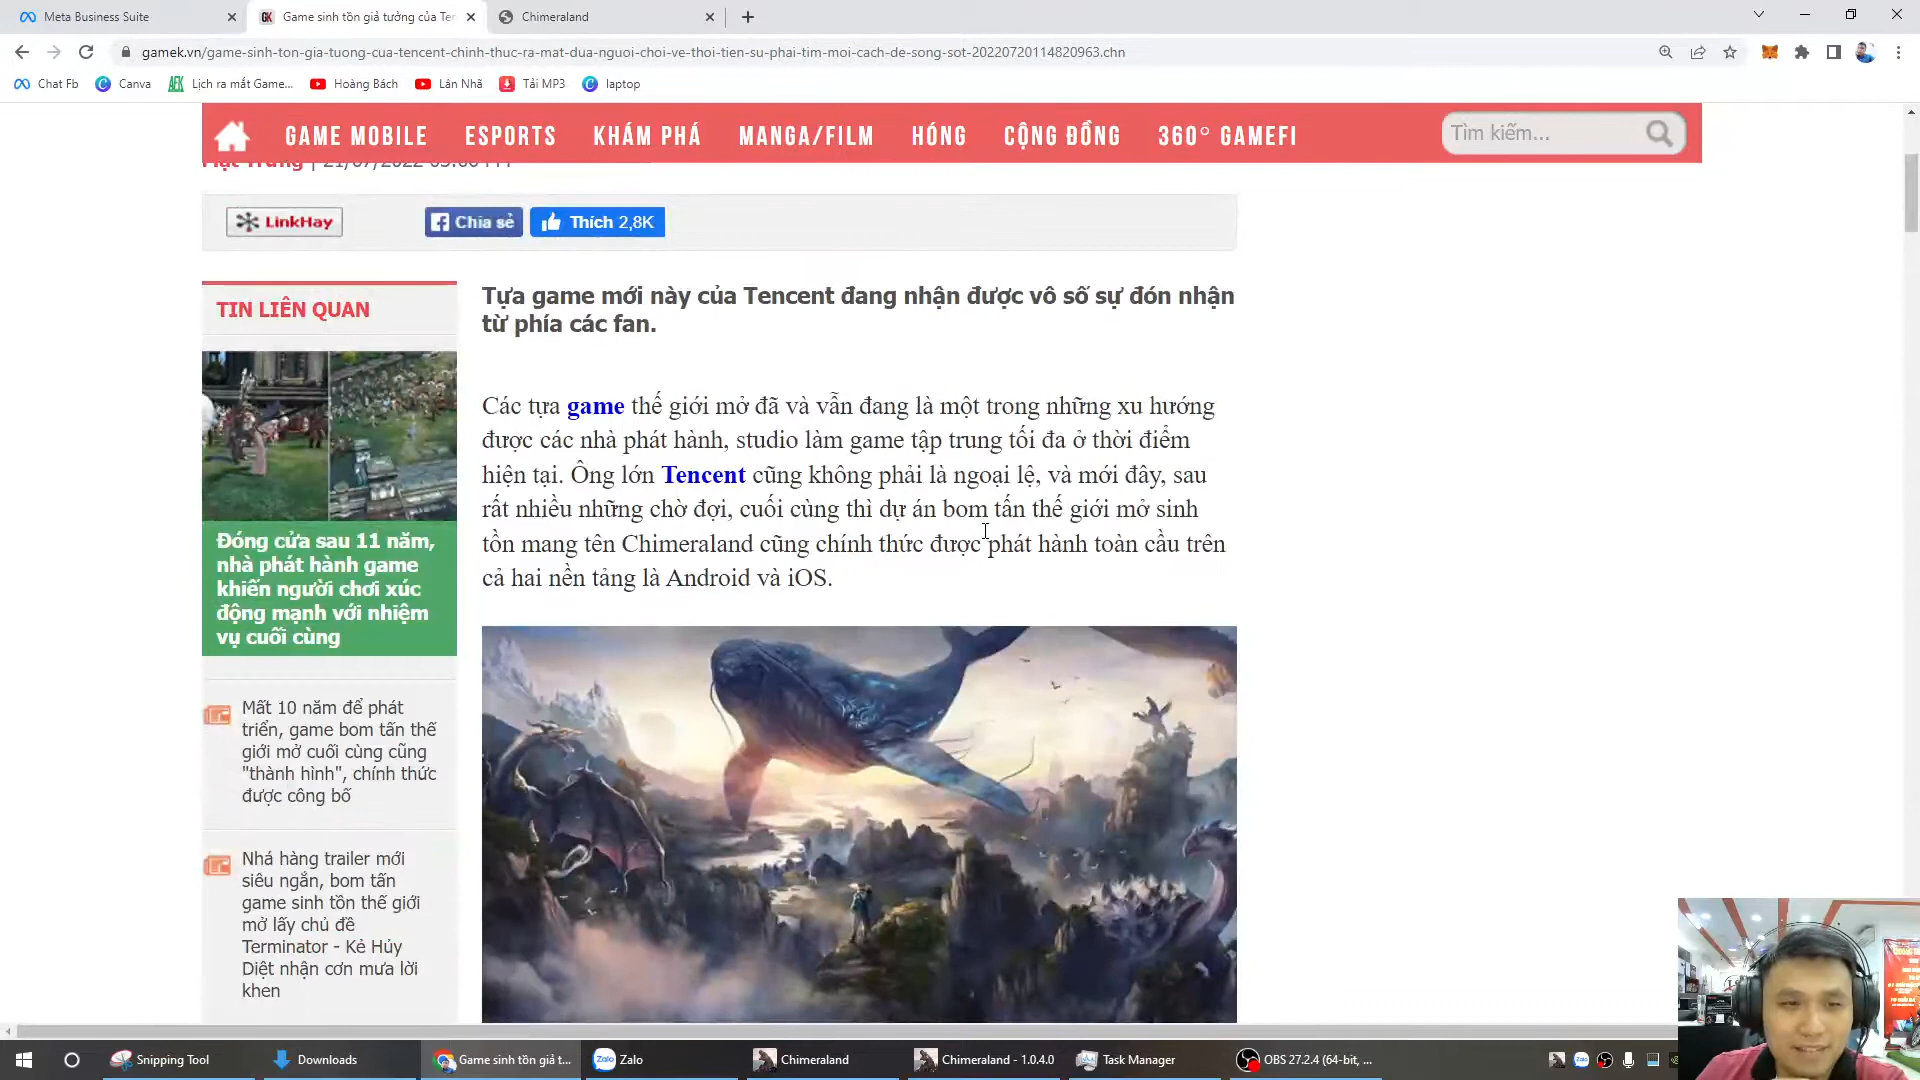 Meta Business Suite
Game sinh tồn giả tưởng của Ten
Chimeraland
gamek.vn/game-sinh-ton-gia-tuong-cua-tencent-chinh-thuc-ra-mat-dua-nguoi-choi-ve-thoi-tien-su-phai-tim-moi-cach-de-song-sot-20220720114820963.chn
Chat Fb
Canva
Lịch ra mắt Game...
Hoàng Bách
Lân Nhã
Tải MP3
laptop
GAME MOBILE
ESPORTS
KHÁM PHÁ
MANGA/FILM
HÓNG
CỘNG ĐỒNG
360° GAMEFI
Tìm kiếm...
LinkHay
Chia sẻ
Thích 2,8K
TIN LIÊN QUAN
Đóng cửa sau 11 năm,
nhà phát hành game
khiến người chơi xúc
động mạnh với nhiệm
vụ cuối cùng
Mất 10 năm để phát
triển, game bom tấn thế
giới mở cuối cùng cũng
"thành hình", chính thức
được công bố
Nhá hàng trailer mới
siêu ngắn, bom tấn
game sinh tồn thế giới
mở lấy chủ đề
Terminator - Kẻ Hủy
Diệt nhận cơn mưa lời
khen
Tựa game mới này của Tencent đang nhận được vô số sự đón nhận
từ phía các fan.
Các tựa game thế giới mở đã và vẫn đang là một trong những xu hướng
được các nhà phát hành, studio làm game tập trung tối đa ở thời điểm
hiện tại. Ông lớn Tencent cũng không phải là ngoại lệ, và mới đây, sau
rất nhiều những chờ đợi, cuối cùng thì dự án bom tấn thế giới mở sinh
tồn mang tên Chimeraland cũng chính thức được phát hành toàn cầu trên
cả hai nền tảng là Android và iOS.
Snipping Tool
Downloads
Game sinh tồn giả t...
Zalo
Chimeraland
Chimeraland - 1.0.4.0
Task Manager
OBS 27.2.4 (64-bit, ...